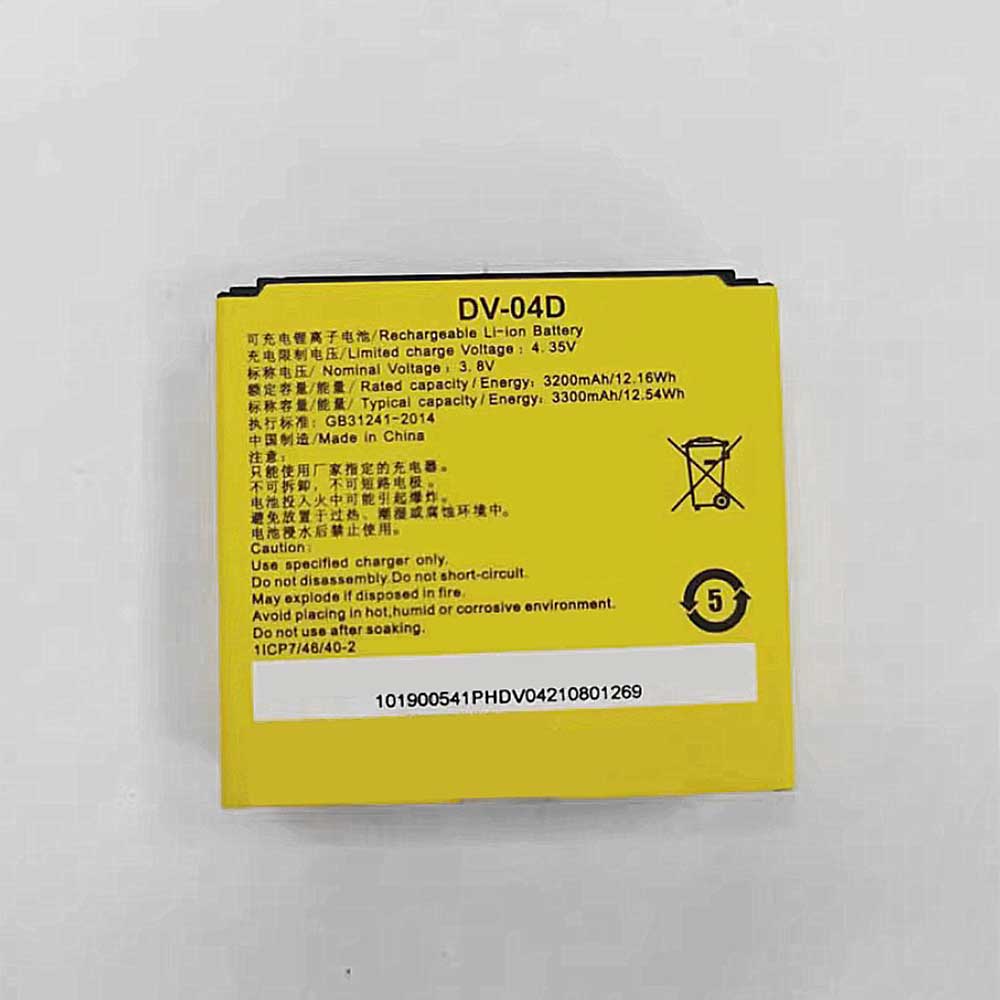 DV-04D
可充电锂离子电池/Rechargeable Li-ion Battery
充电限制电压/Limited charge Voltage : 4.35V
标称电压/ Nominal Voltage : 3.8V
额定容量/能量/ Rated capacity/Energy: 3200mAh/12.16Wh
标称容量/能量/ Typical capacity/Energy: 3300mAh/12.54Wh
执行标准: GB31241-2014
中国制造/Made in China
注意:
只能使用厂家指定的充电器。
不可拆卸，不可短路电极。
电池投入火中可能引起爆炸。
避免放置于过热、潮湿或腐蚀环境中。
电池浸水后禁止使用。
Caution:
Use specified charger only.
Do not disassembly.Do not short-circuit.
May explode if disposed in fire.
Avoid placing in hot,humid or corrosive environment.
Do not use after soaking.
5
1ICP7/46/40-2
101900541PHDV04210801269